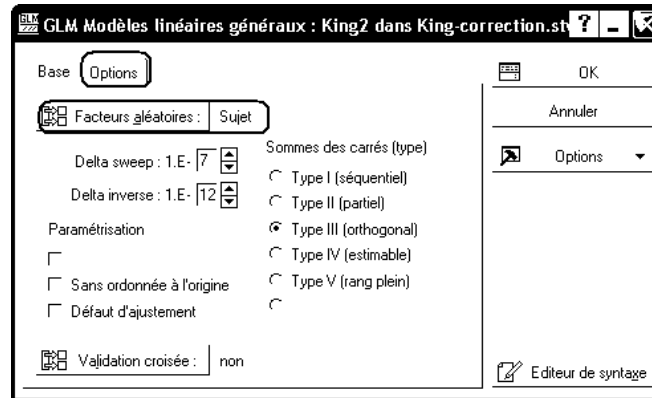 GLM Modèles linéaires généraux : King2 dans King-correction.st
Base Options
OK
Facteurs aléatoires : Sujet
Annuler
Delta sweep : 1.E- 7
Sommes des carrés (type)
Options
Delta inverse : 1.E- 12
Type I (séquentiel)
Type II (partiel)
Paramétrisation
Type III (orthogonal)
Type IV (estimable)
Sans ordonnée à l'origine
Type V (rang plein)
Défaut d'ajustement
Validation croisée : non
Editeur de syntaxe